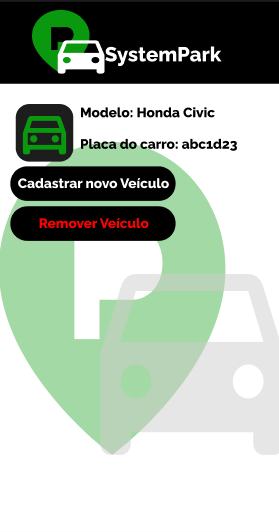 SystemPark
Modelo: Honda Civic
Placa do carro: abc1d23
Cadastrar novo Veículo
Remover Veículo